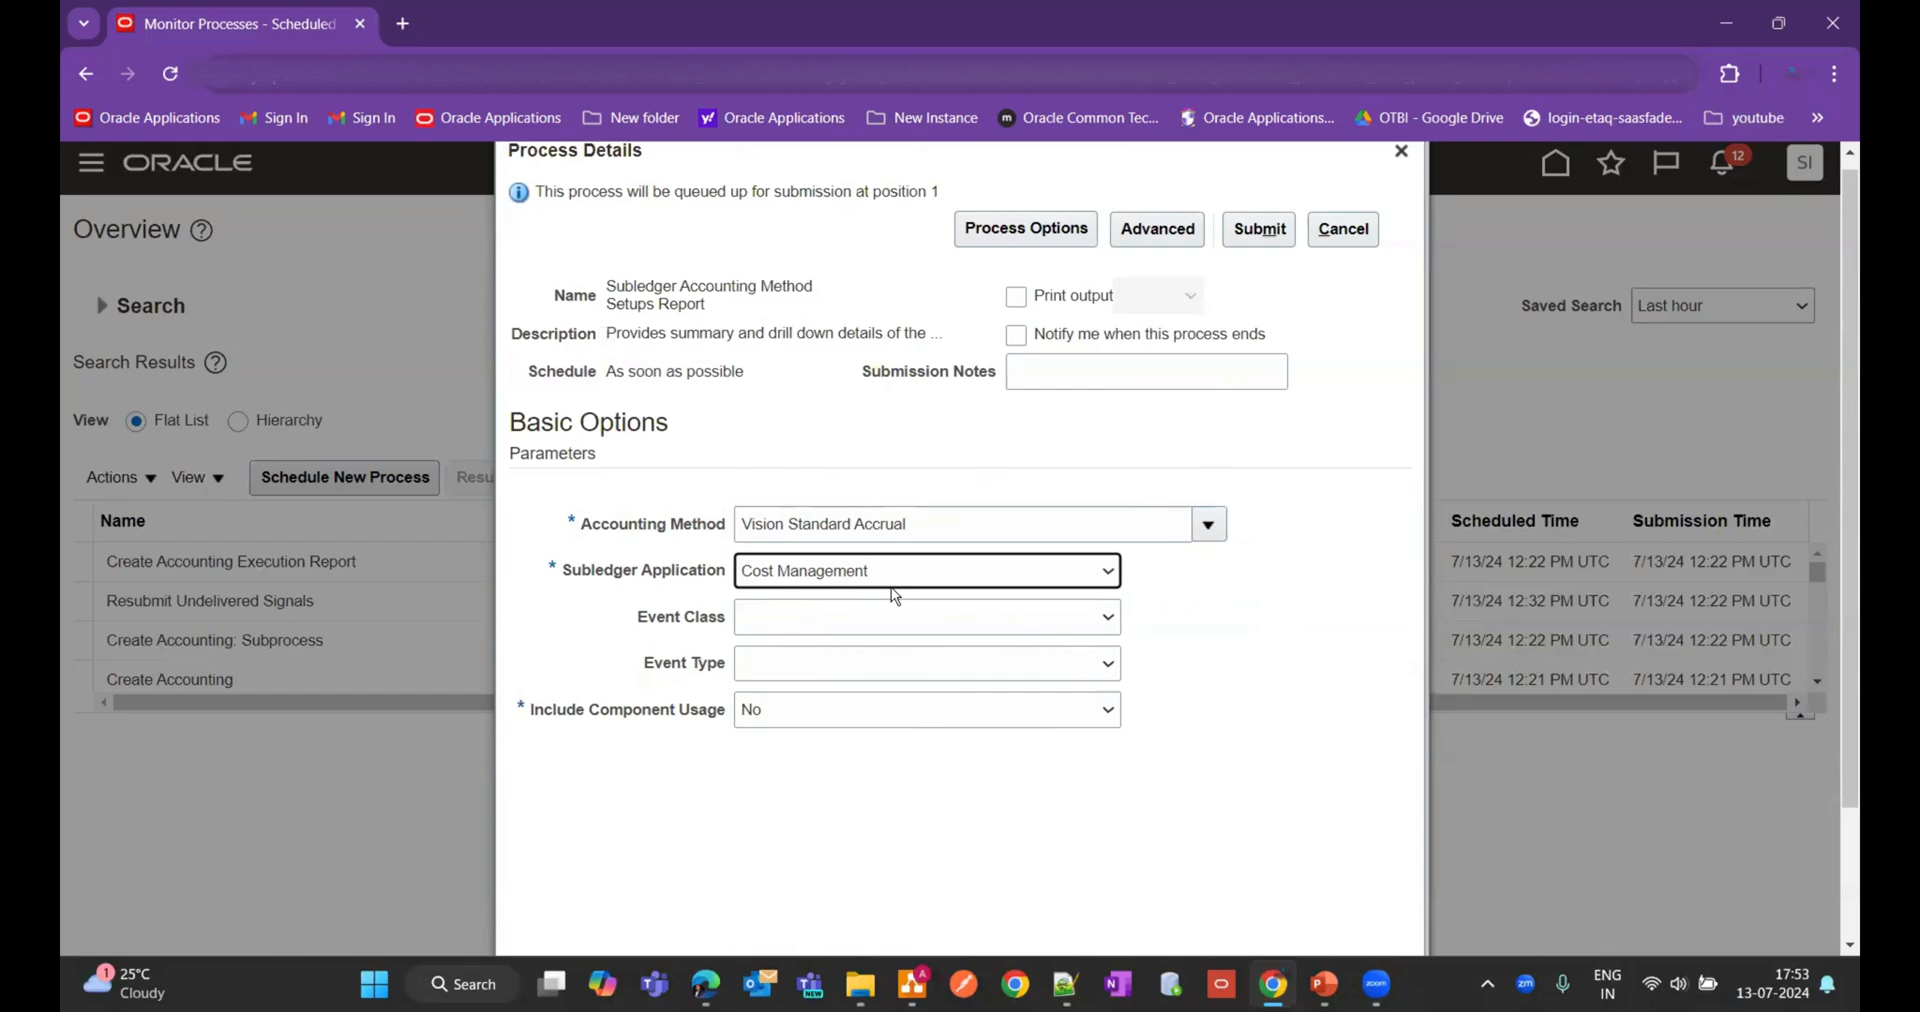 Monitor Processes - Scheduled
Oracle Applications
Sign In
Sign In
Oracle Applications
New folder
Oracle Applications
New Instance
Oracle Common Tec...
Oracle Applications...
OTBI - Google Drive
login-etaq-saasfade...
youtube
»
ORACLE
12
SI
Process Details
This process will be queued up for submission at position 1
Process Options
Advanced
Submit
Cancel
Overview
Search
Saved Search
Last hour
Search Results
View
Flat List
Hierarchy
Actions
View
Schedule New Process
Resu
Name
Create Accounting Execution Report
Resubmit Undelivered Signals
Create Accounting: Subprocess
Create Accounting
Name
Subledger Accounting Method
Setups Report
Print output
Description
Provides summary and drill down details of the ...
Notify me when this process ends
Schedule
As soon as possible
Submission Notes
Basic Options
Parameters
* Accounting Method
Vision Standard Accrual
* Subledger Application
Cost Management
Event Class
Event Type
* Include Component Usage
No
Scheduled Time
Submission Time
7/13/24 12:22 PM UTC
7/13/24 12:22 PM UTC
7/13/24 12:32 PM UTC
7/13/24 12:22 PM UTC
7/13/24 12:22 PM UTC
7/13/24 12:22 PM UTC
7/13/24 12:21 PM UTC
7/13/24 12:21 PM UTC
1
25°C
Cloudy
Search
NEW
A
zoom
zm
ENG
IN
17:53
13-07-2024